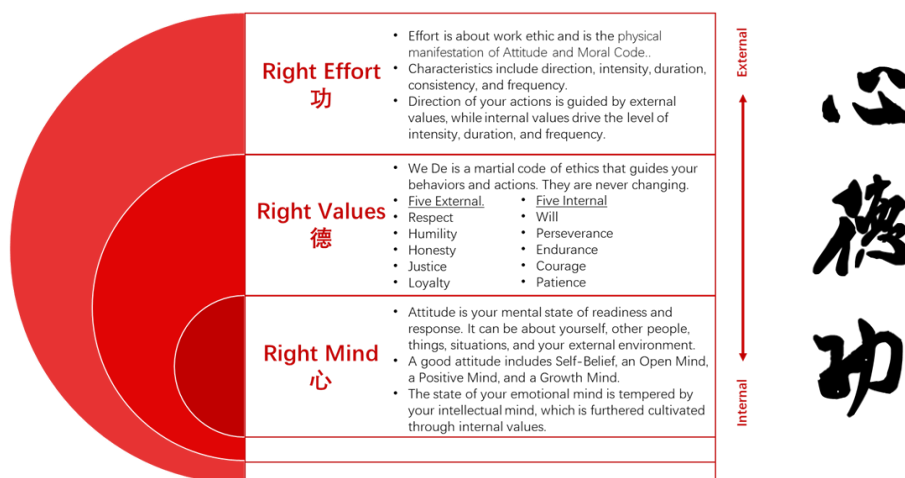 Right Effort
功
• Effort is about work ethic and is the physical
manifestation of Attitude and Moral Code..
• Characteristics include direction, intensity, duration,
consistency, and frequency.
• Direction of your actions is guided by external
values, while internal values drive the level of
intensity, duration, and frequency.
Right Values
德
• We De is a martial code of ethics that guides your
behaviors and actions. They are never changing.
• Five External.
• Respect
• Humility
• Honesty
• Justice
• Loyalty
• Five Internal
• Will
• Perseverance
• Endurance
• Courage
• Patience
Right Mind
心
• Attitude is your mental state of readiness and
response. It can be about yourself, other people,
things, situations, and your external environment.
• A good attitude includes Self-Belief, an Open Mind,
a Positive Mind, and a Growth Mind.
• The state of your emotional mind is tempered by
your intellectual mind, which is furthered cultivated
through internal values.
External
Internal
心
德
功